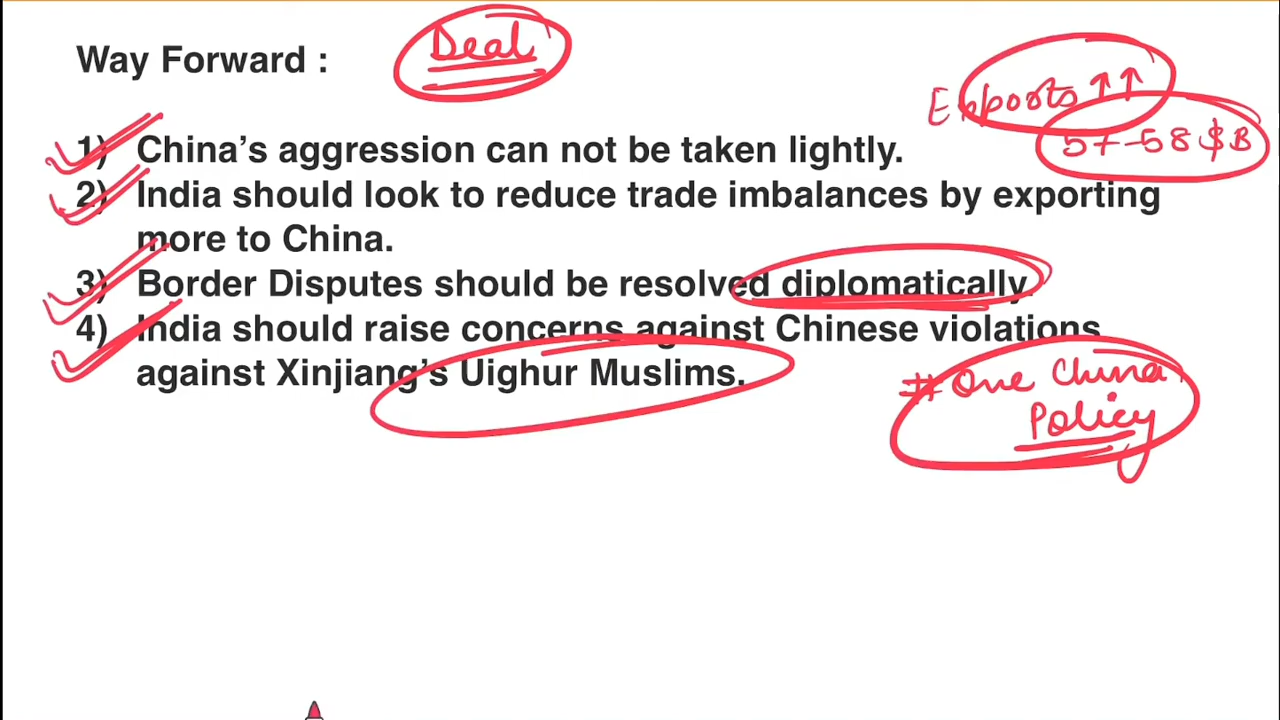 Way Forward :
Deal
Exports ↑↑
57-58 $ B
1) China's aggression can not be taken lightly.
2) India should look to reduce trade imbalances by exporting
more to China.
3) Border Disputes should be resolved diplomatically.
4) India should raise concerns against Chinese violations
against Xinjiang's Uighur Muslims.
# One China
Policy